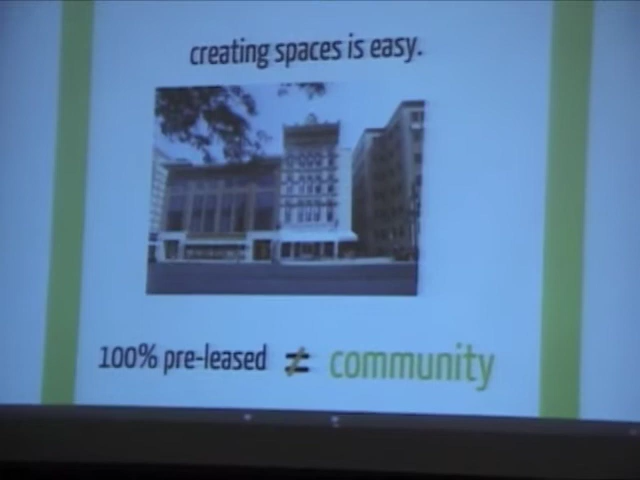 creating spaces is easy.
100% pre-leased ≠ community